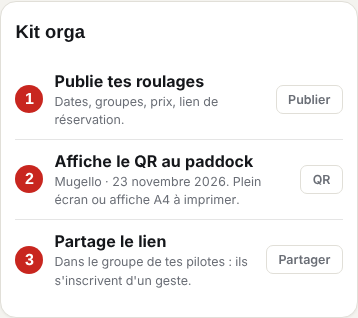 Kit orga
1
Publie tes roulages
Dates, groupes, prix, lien de
réservation.
Publier
2
Affiche le QR au paddock
Mugello · 23 novembre 2026. Plein
écran ou affiche A4 à imprimer.
QR
3
Partage le lien
Dans le groupe de tes pilotes : ils
s'inscrivent d'un geste.
Partager